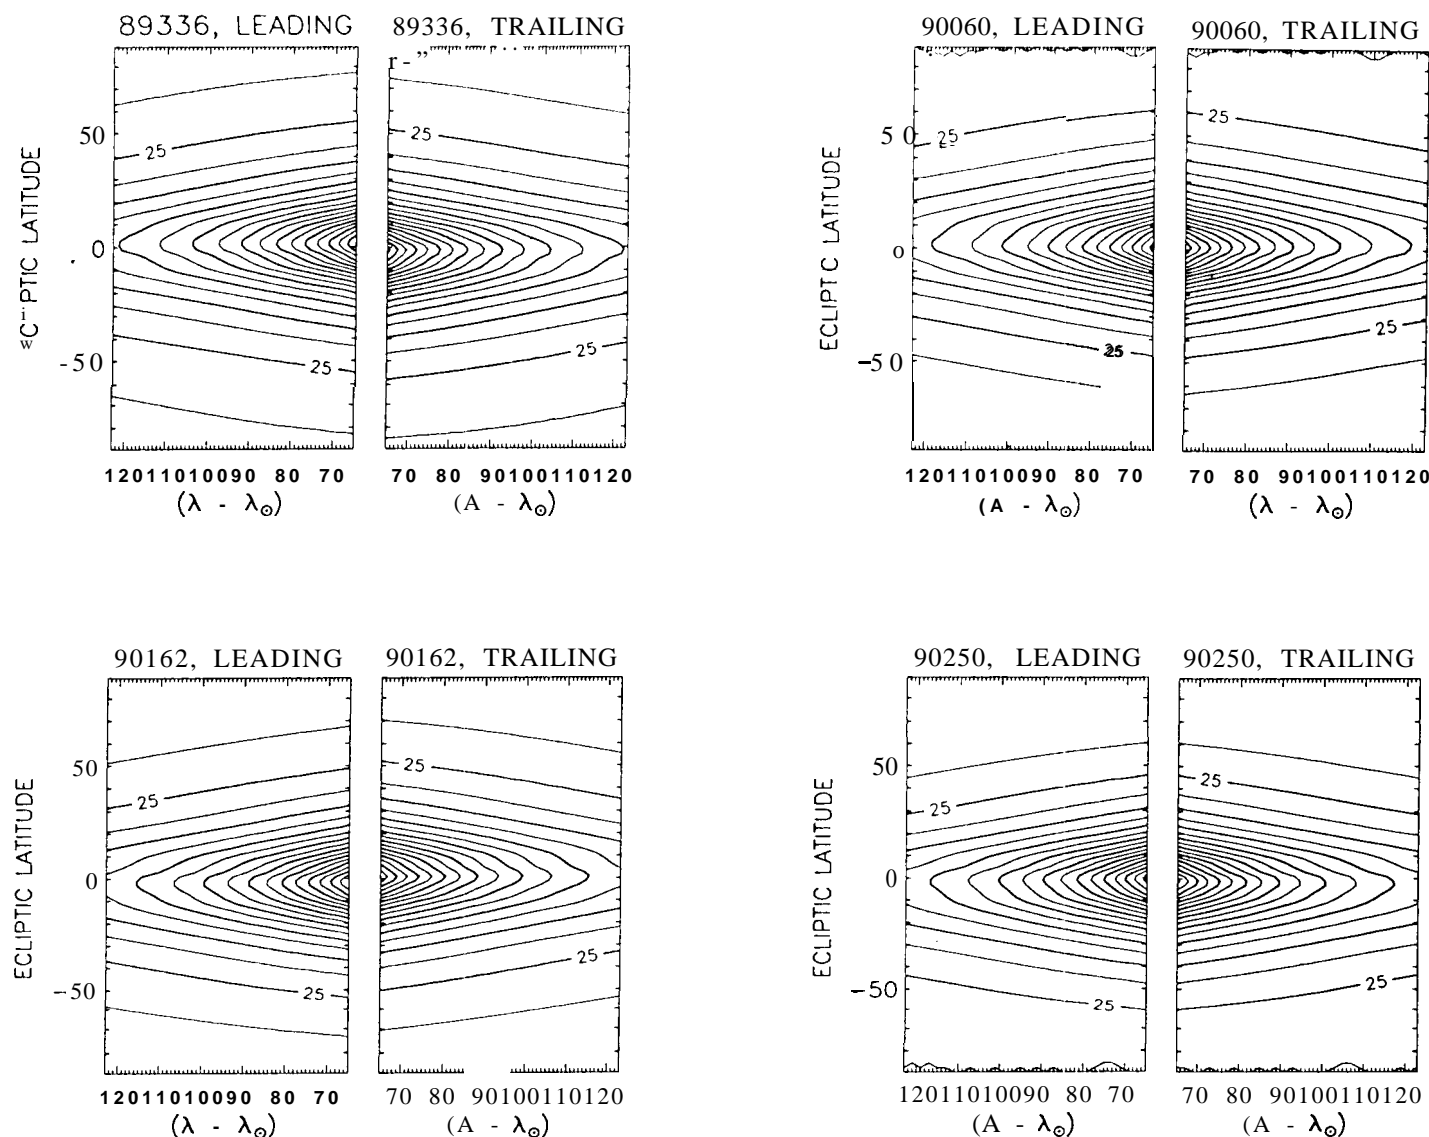 89336, LEADING
89336, TRAILING
r-”
50
0
-50
25
25
25
25
12011010090 80 70
(λ - λ☉)
70 80 90100110120
(A - λ☉)
90060, LEADING
90060, TRAILING
ECLIPT C LATITUDE
5 0
0
-5 0
25
25
25
25
12011010090 80 70
(A - λ☉)
70 80 90100110120
(λ - λ☉)
90162, LEADING
90162, TRAILING
ECLIPTIC LATITUDE
50
0
-50
25
25
25
25
12011010090 80 70
(λ - λ☉)
70 80 90100110120
(A - λ☉)
90250, LEADING
90250, TRAILING
ECLIPTIC LATITUDE
50
0
-50
25
25
25
25
12011010090 80 70
(A - λ☉)
70 80 90100110120
(A - λ☉)